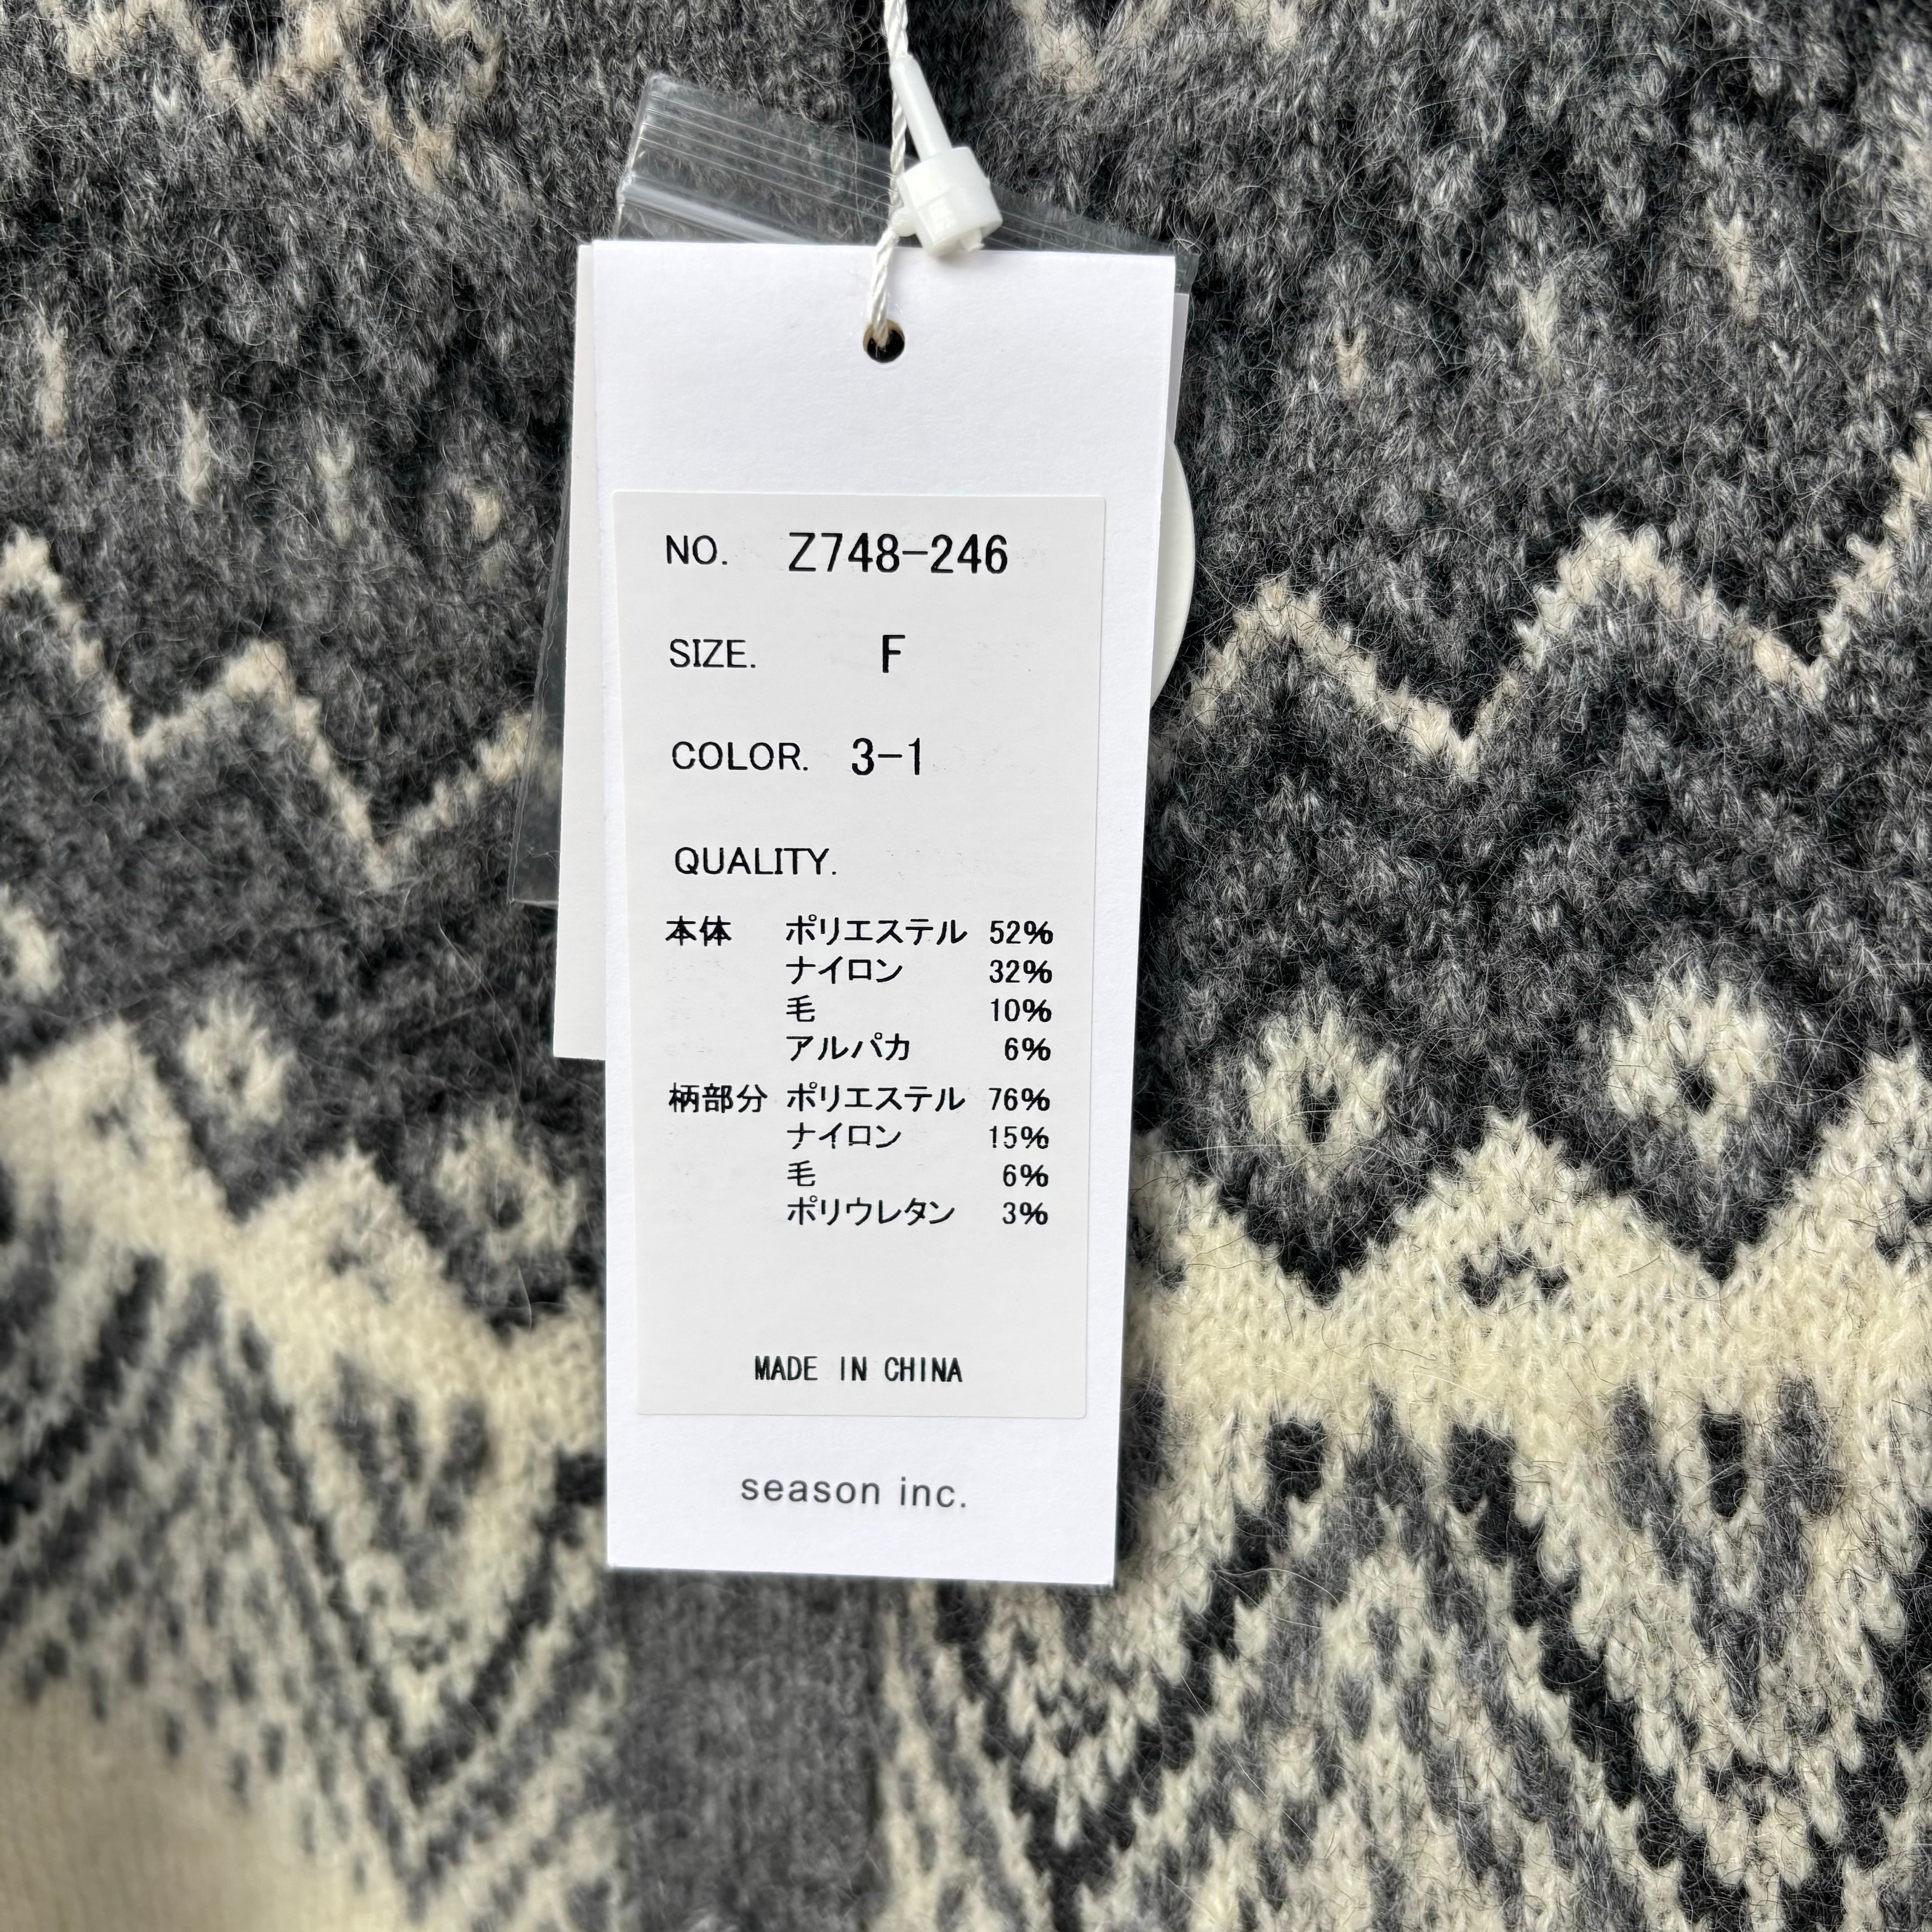 NO. Z748-246
SIZE. F
COLOR. 3-1
QUALITY.
本体 ポリエステル 52%
ナイロン 32%
毛 10%
アルパカ 6%
柄部分 ポリエステル 76%
ナイロン 15%
毛 6%
ポリウレタン 3%
MADE IN CHINA
season inc.